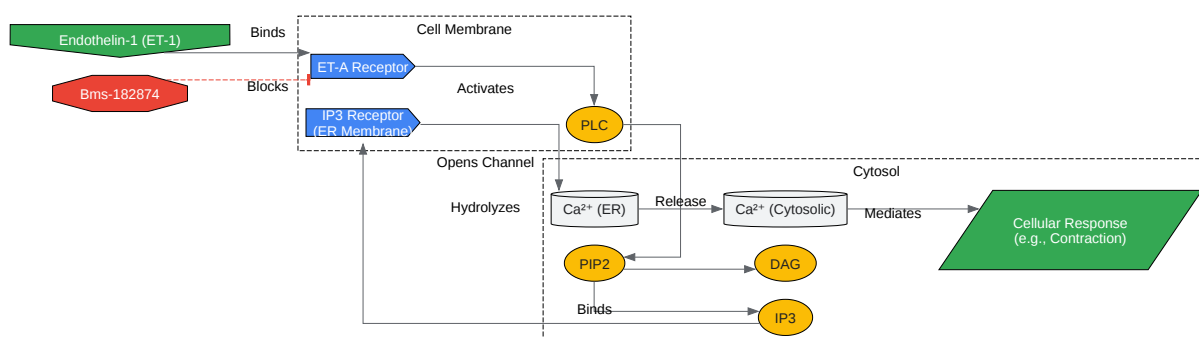 Cell Membrane
Endothelin-1 (ET-1)
Binds
ET-A Receptor
Bms-182874
Blocks
Activates
IP3 Receptor
(ER Membrane)
PLC
Opens Channel
Cytosol
Hydrolyzes
Ca²⁺ (ER)
Release
Ca²⁺ (Cytosolic)
Mediates
Cellular Response
(e.g., Contraction)
PIP2
DAG
Binds
IP3